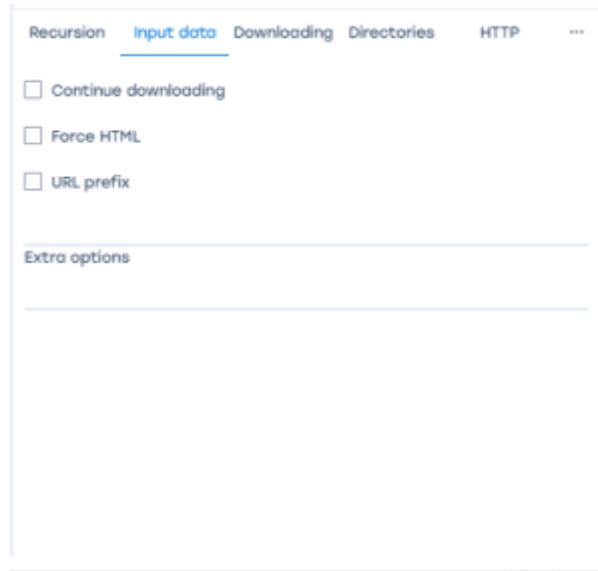 Recursion Input data Downloading Directories HTTP ...
Continue downloading
Force HTML
URL prefix
Extra options